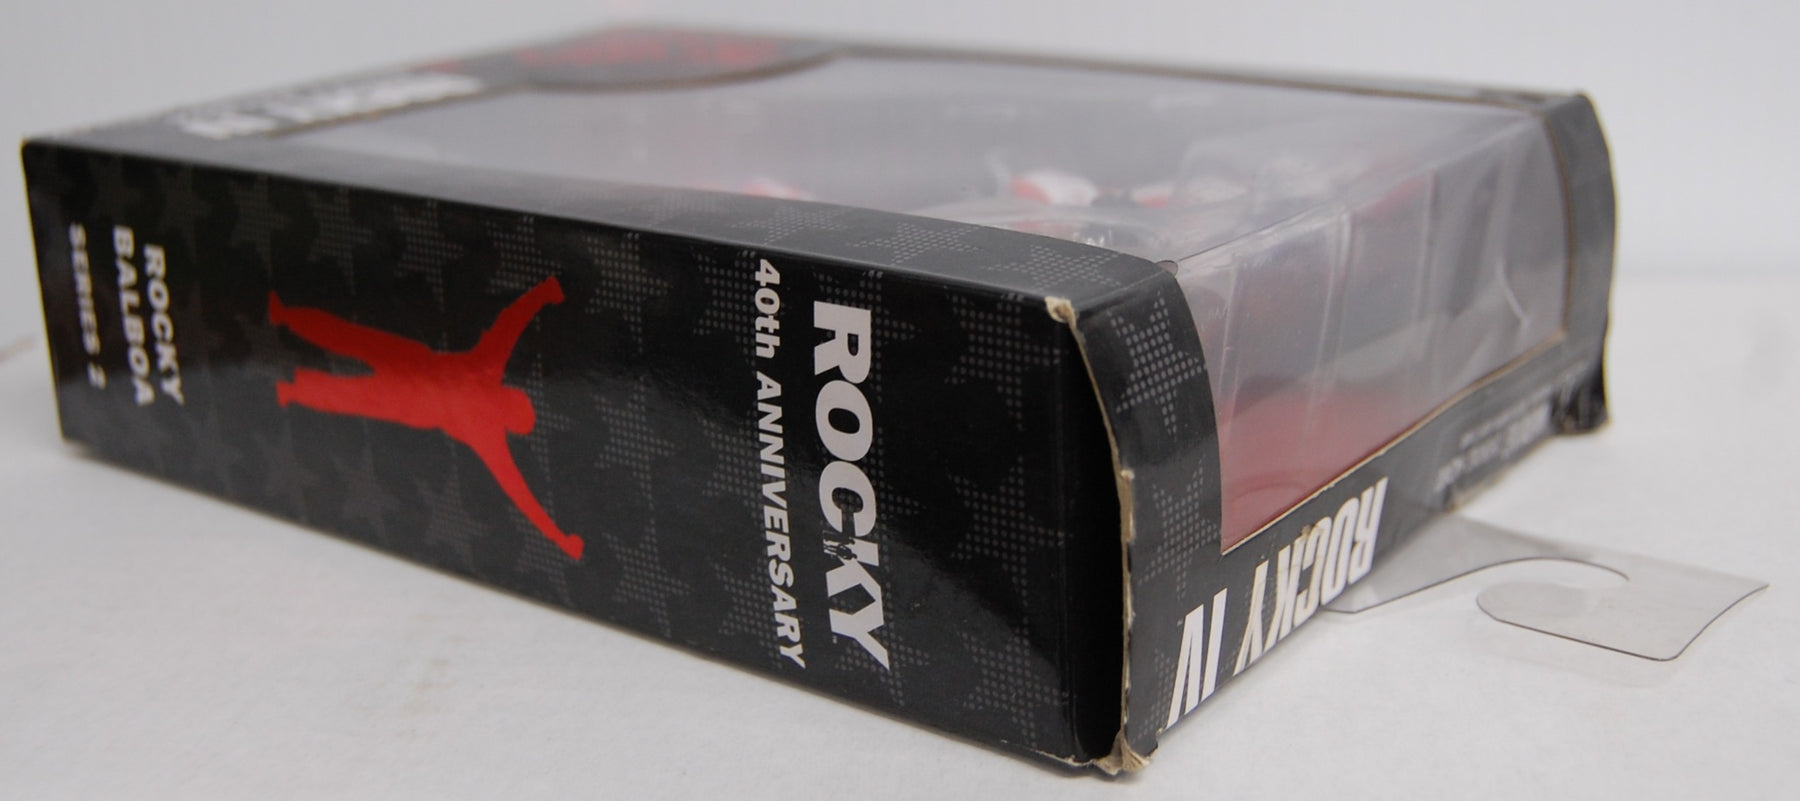 ROCKY
40th ANNIVERSARY
ROCKY
BALBOA
SERIES 2
ROCKY IV